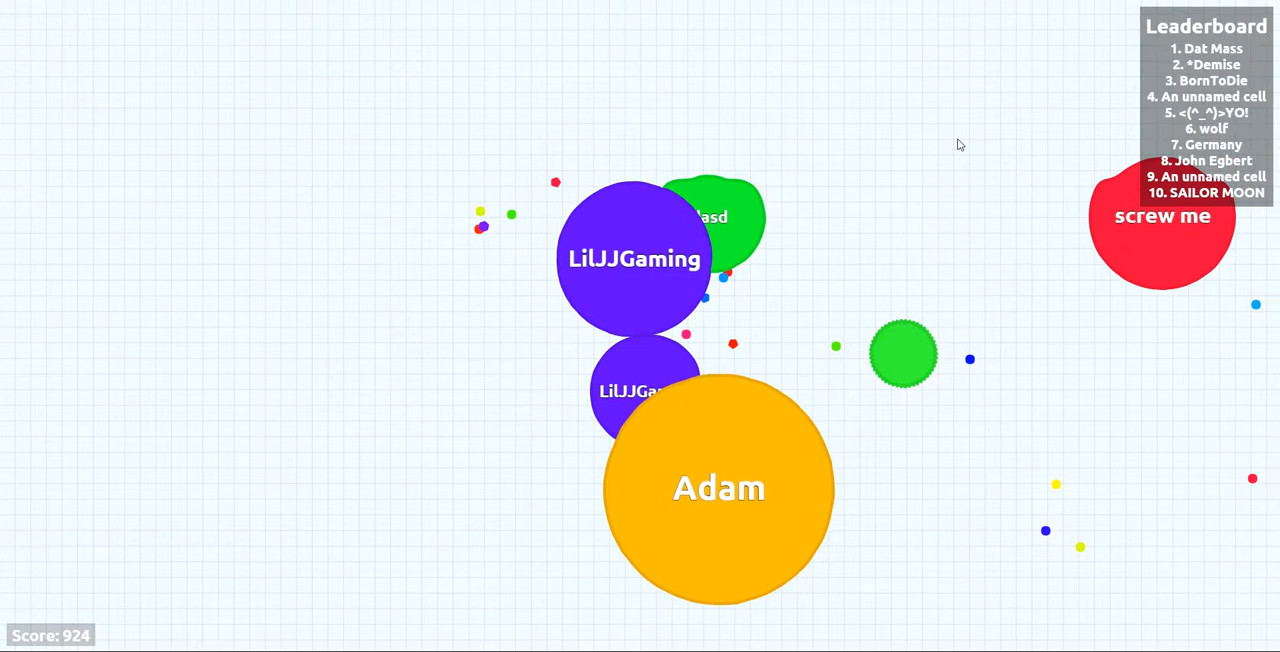 Leaderboard
1. Dat Mass
2. *Demise
3. BornToDie
4. An unnamed cell
5. <(^_^)>YO!
6. wolf
7. Germany
8. John Egbert
9. An unnamed cell
10. SAILOR MOON
asd
screw me
LilJJGaming
LilJJGa
Adam
Score: 924